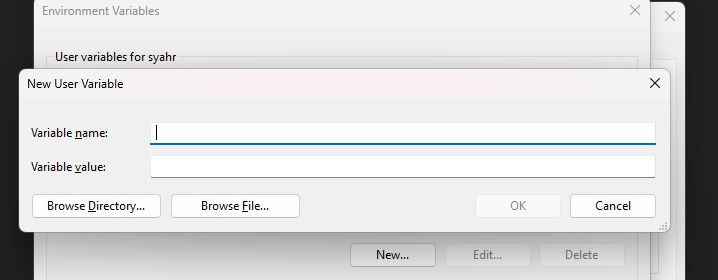 Environment Variables
User variables for syahr
New User Variable
Variable name:
Variable value:
Browse Directory...
Browse File...
OK
Cancel
New...
Edit...
Delete